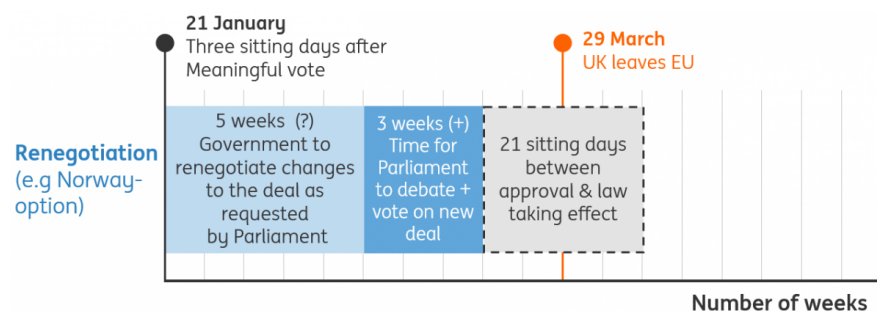 21 January
Three sitting days after
Meaningful vote
29 March
UK leaves EU
Renegotiation
(e.g Norway-
option)
5 weeks (?)
Government to
renegotiate changes
to the deal as
requested
by Parliament
3 weeks (+)
Time for
Parliament
to debate +
vote on new
deal
21 sitting days
between
approval & law
taking effect
Number of weeks